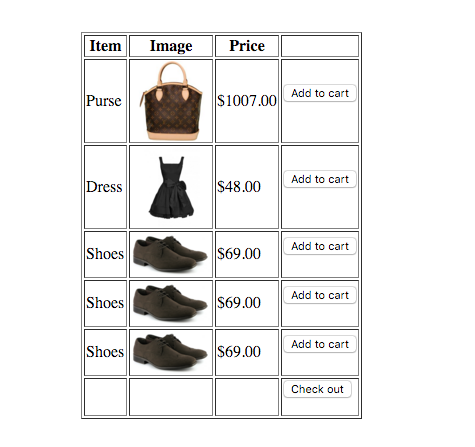 Item Image Price
Purse $1007.00 Add to cart
Dress $48.00 Add to cart
Shoes $69.00 Add to cart
Shoes $69.00 Add to cart
Shoes $69.00 Add to cart
Check out